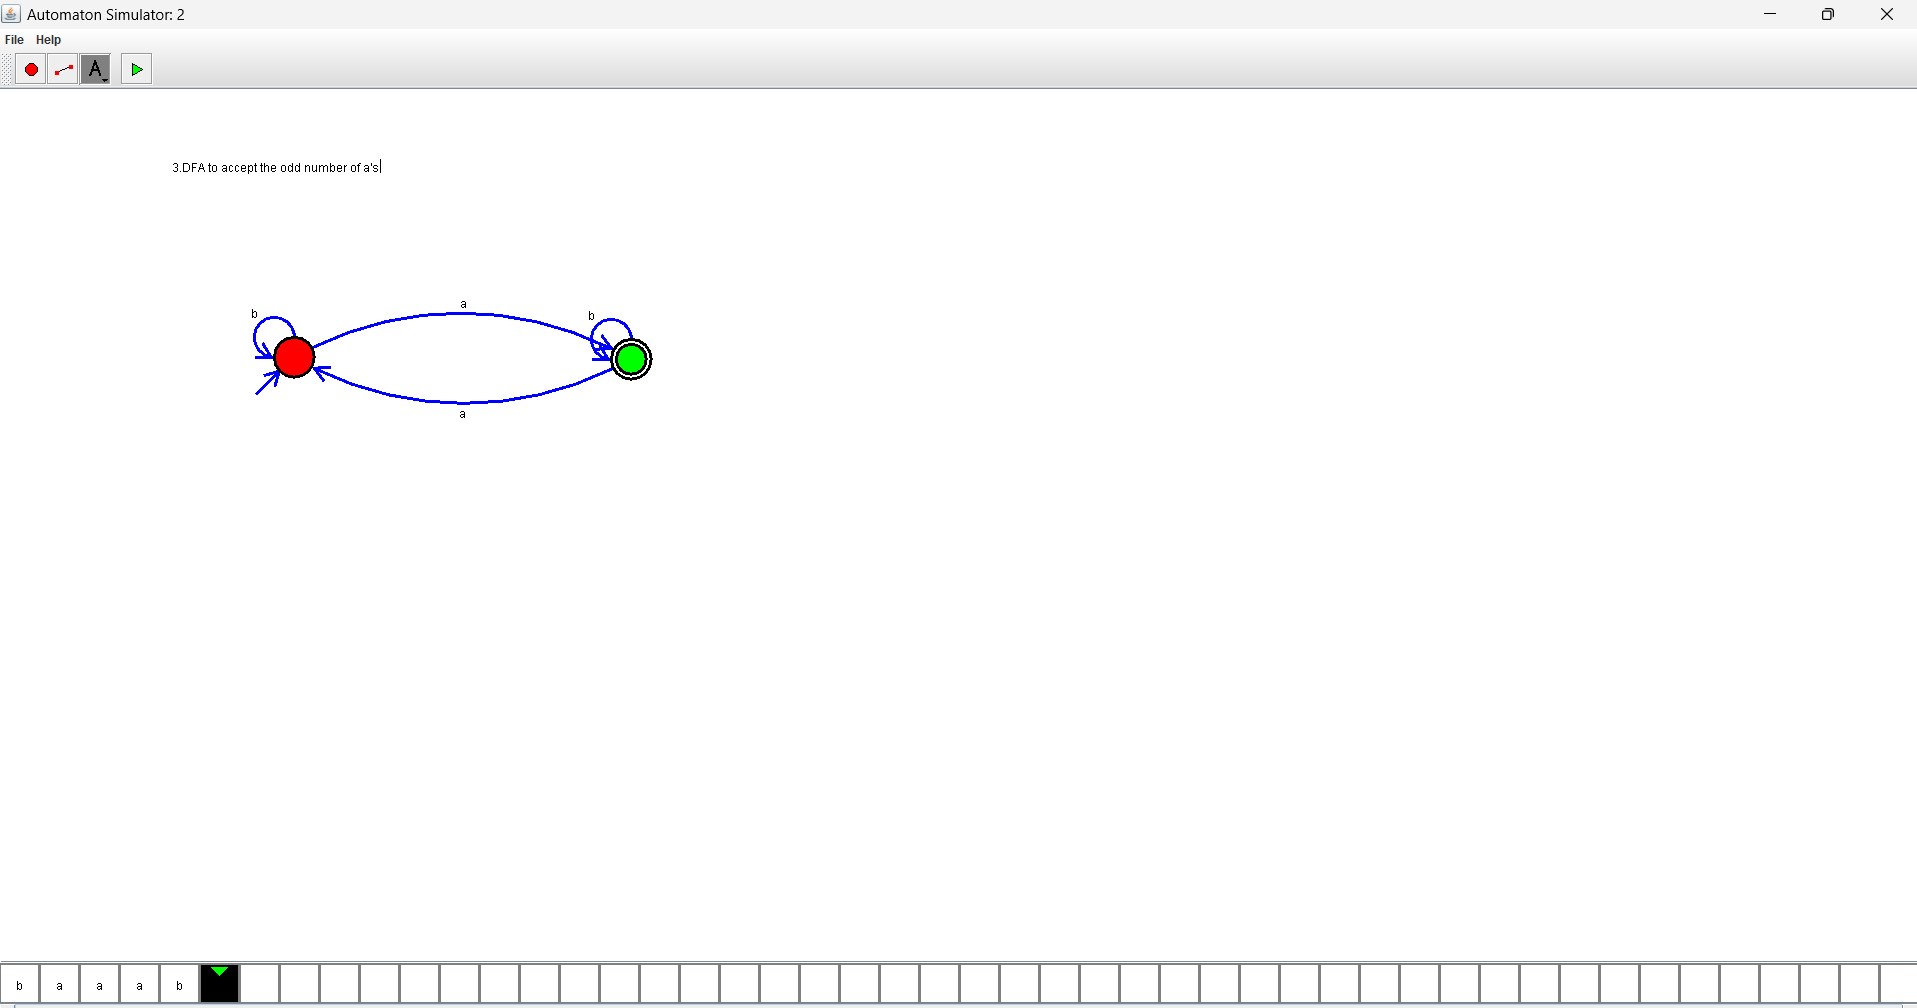 Automaton Simulator: 2
File Help
A
3.DFA to accept the odd number of a's
a
b
b
a
b a a a b